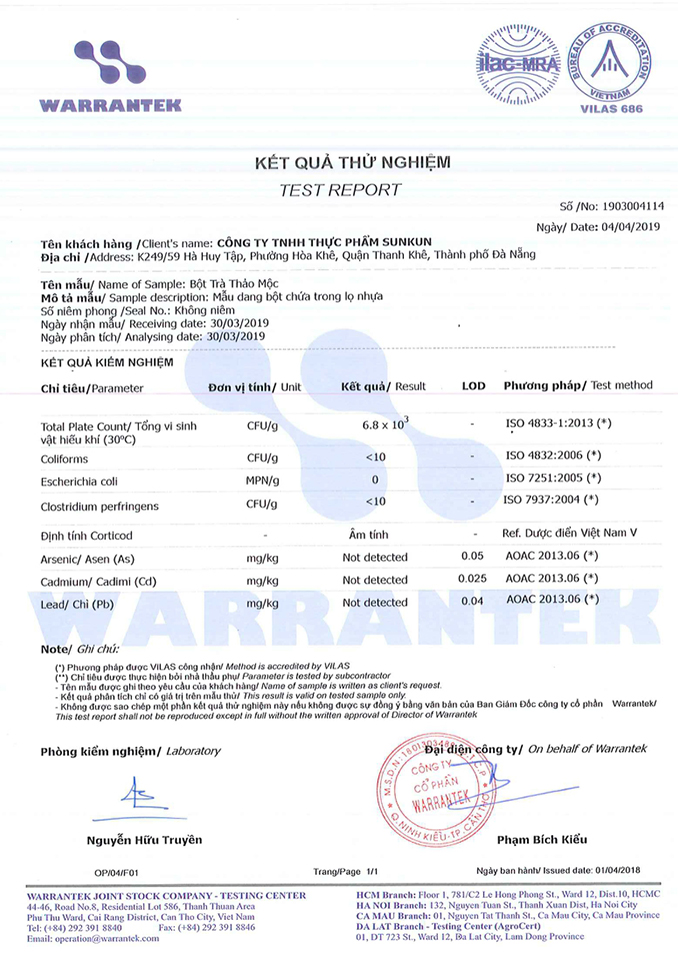 WARRANTEK
ilac-MRA
BUREAU OF ACCREDITATION
VIETNAM
VILAS 686
KẾT QUẢ THỬ NGHIỆM
TEST REPORT
Số /No: 1903004114
Ngày/ Date: 04/04/2019
Tên khách hàng /Client's name: CÔNG TY TNHH THỰC PHẨM SUNKUN
Địa chỉ /Address: K249/59 Hà Huy Tập, Phường Hòa Khê, Quận Thanh Khê, Thành phố Đà Nẵng
Tên mẫu/ Name of Sample: Bột Trà Thảo Mộc
Mô tả mẫu/ Sample description: Mẫu dang bột chứa trong lọ nhựa
Số niêm phong /Seal No.: Không niêm
Ngày nhận mẫu/ Receiving date: 30/03/2019
Ngày phân tích/ Analysing date: 30/03/2019
KẾT QUẢ KIỂM NGHIỆM
Chỉ tiêu/Parameter Đơn vị tính/ Unit Kết quả/ Result LOD Phương pháp/ Test method
Total Plate Count/ Tổng vi sinh vật hiếu khí (30ºC) CFU/g 6.8 x 10³ - ISO 4833-1:2013 (*)
Coliforms CFU/g <10 - ISO 4832:2006 (*)
Escherichia coli MPN/g 0 - ISO 7251:2005 (*)
Clostridium perfringens CFU/g <10 - ISO 7937:2004 (*)
Định tính Corticod - Âm tính - Ref. Dược điển Việt Nam V
Arsenic/ Asen (As) mg/kg Not detected 0.05 AOAC 2013.06 (*)
Cadmium/ Cadimi (Cd) mg/kg Not detected 0.025 AOAC 2013.06 (*)
Lead/ Chì (Pb) mg/kg Not detected 0.04 AOAC 2013.06 (*)
WARRANTEK
Note/ Ghi chú:
(*) Phương pháp được VILAS công nhận/ Method is accredited by VILAS
(**) Chỉ tiêu được thực hiện bởi nhà thầu phụ/ Parameter is tested by subcontractor
- Tên mẫu được ghi theo yêu cầu của khách hàng/ Name of sample is written as client's request.
- Kết quả phân tích chỉ có giá trị trên mẫu thử/ This result is valid on tested sample only.
- Không được sao chép một phần kết quả thử nghiệm này nếu không được sự đồng ý bằng văn bản của Ban Giám Đốc công ty cổ phần Warrantek/
This test report shall not be reproduced except in full without the written approval of Director of Warrantek
Phòng kiểm nghiệm/ Laboratory Đại diện công ty/ On behalf of Warrantek
CÔNG TY
CỔ PHẦN
WARRANTEK
Q.NINH KIỀU-TP.CẦN THƠ
Nguyễn Hữu Truyền Phạm Bích Kiểu
OP/04/F01 Trang/Page 1/1 Ngày ban hành/ Issued date: 01/04/2018
WARRANTEK JOINT STOCK COMPANY - TESTING CENTER
44-46, Road No.8, Residential Lot 586, Thanh Thuan Area
Phu Thu Ward, Cai Rang District, Can Tho City, Viet Nam
Tel: (+84) 292 391 8840 Fax: (+84) 292 391 8846
Email: operation@warrantek.com
HCM Branch: Floor 1, 781/C2 Le Hong Phong St., Ward 12, Dist.10, HCMC
HA NOI Branch: 132, Nguyen Tuan St., Thanh Xuan Dist, Ha Noi City
CA MAU Branch: 01, Nguyen Tat Thanh St., Ca Mau City, Ca Mau Province
DA LAT Branch - Testing Center (AgroCert)
01, DT 723 St., Ward 12, Đa Lat City, Lam Dong Province